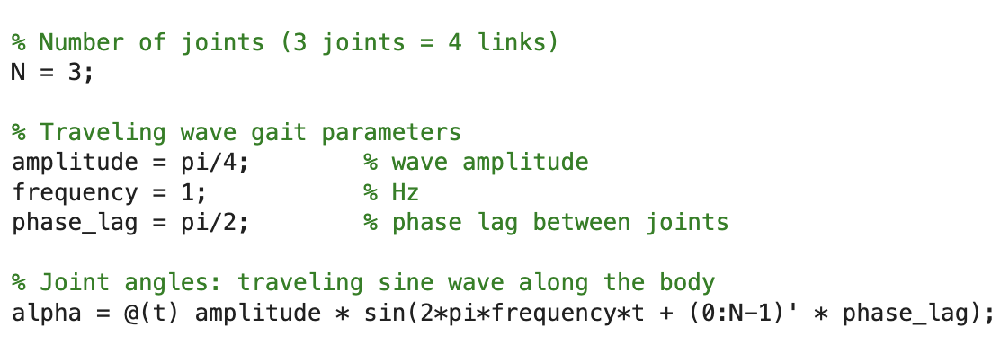 % Number of joints (3 joints = 4 links)
N = 3;
% Traveling wave gait parameters
amplitude = pi/4;        % wave amplitude
frequency = 1;           % Hz
phase_lag = pi/2;        % phase lag between joints
% Joint angles: traveling sine wave along the body
alpha = @(t) amplitude * sin(2*pi*frequency*t + (0:N-1)' * phase_lag);